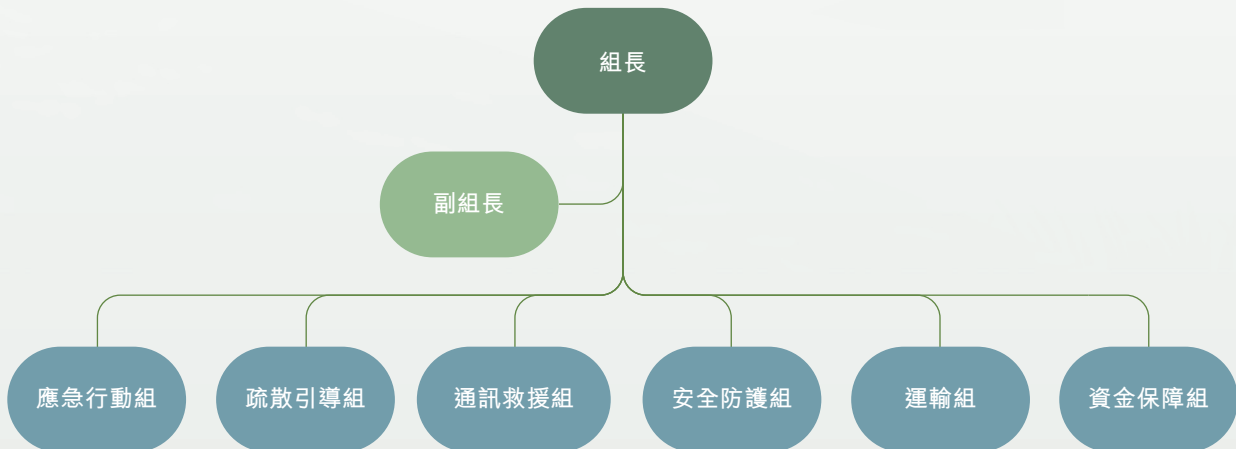 組長
副組長
應急行動組
疏散引導組
通訊救援組
安全防護組
運輸組
資金保障組